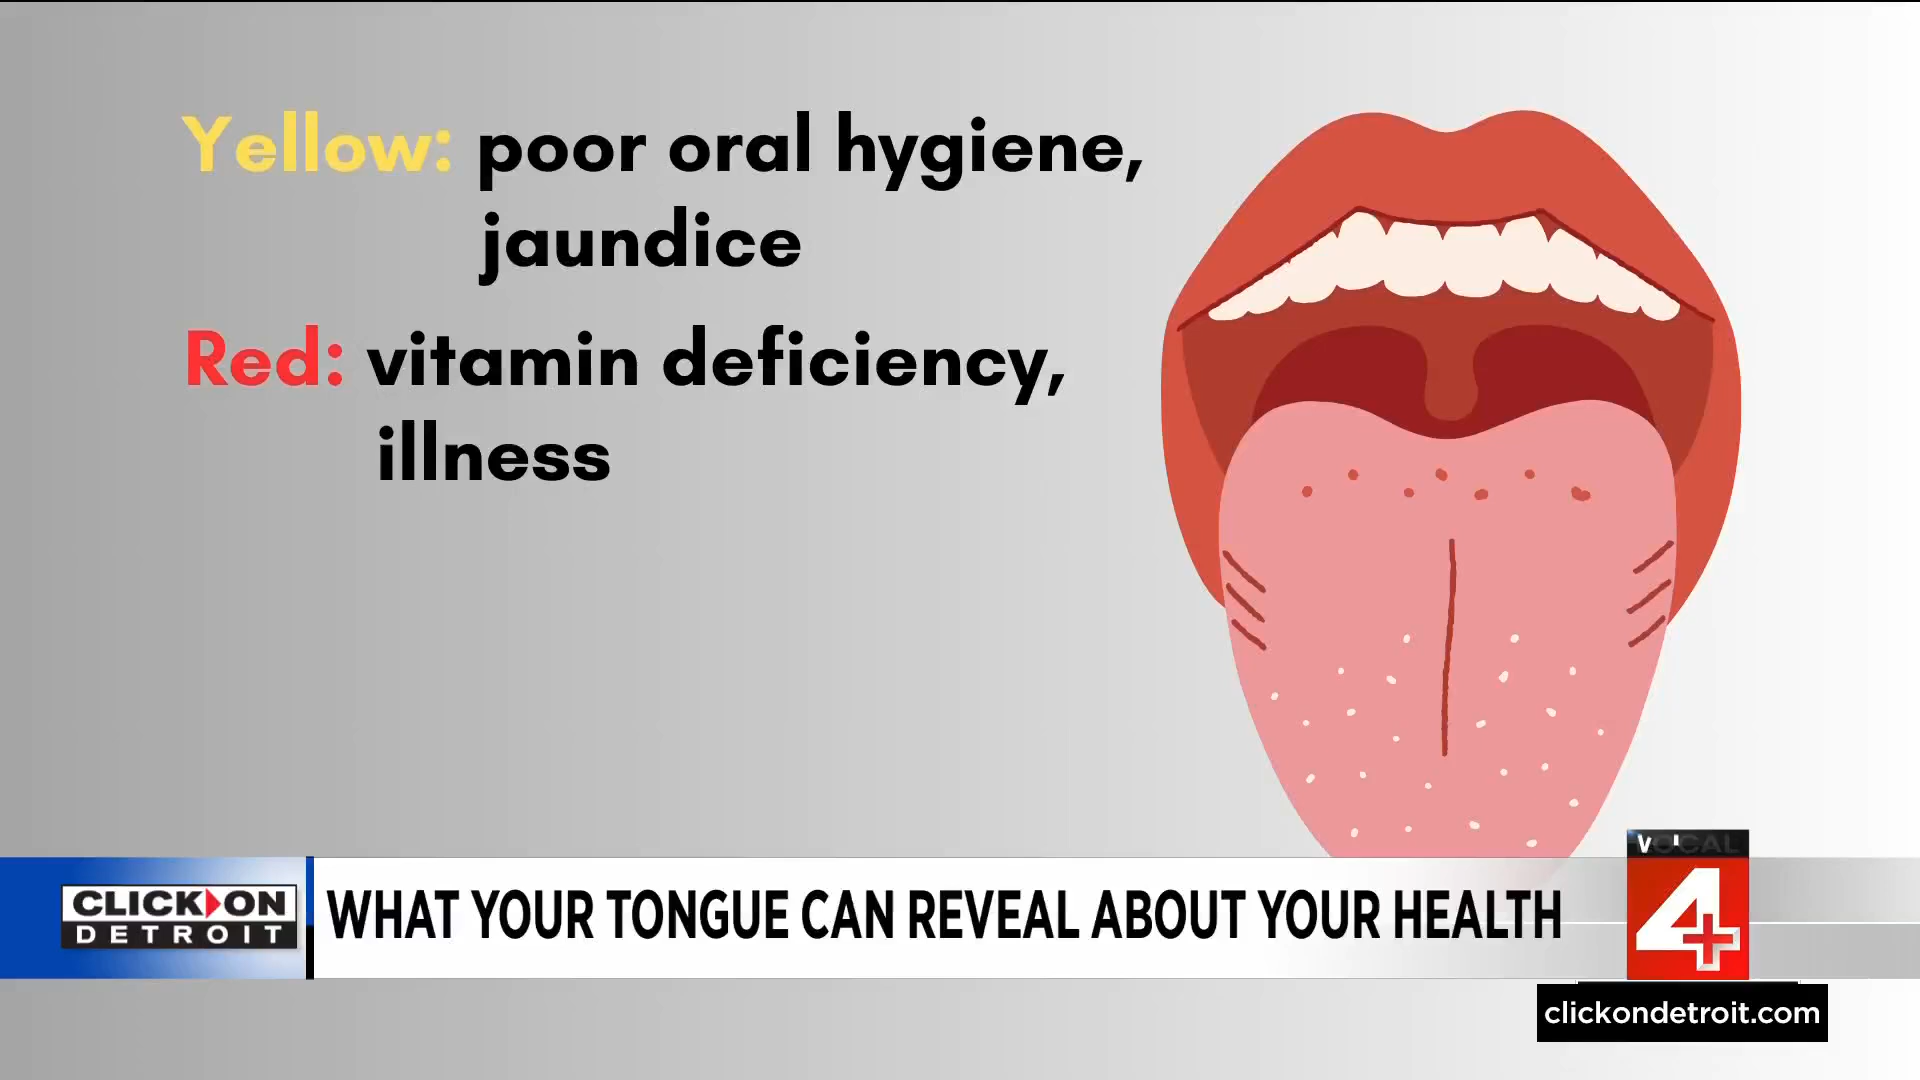 Yellow: poor oral hygiene,
jaundice
Red: vitamin deficiency,
illness
CLICK ON
DETROIT
WHAT YOUR TONGUE CAN REVEAL ABOUT YOUR HEALTH
4+
clickondetroit.com